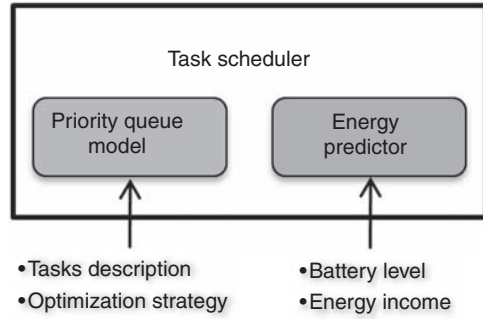 Task scheduler
Priority queue
model
Energy
predictor
•Tasks description
•Optimization strategy
•Battery level
•Energy income